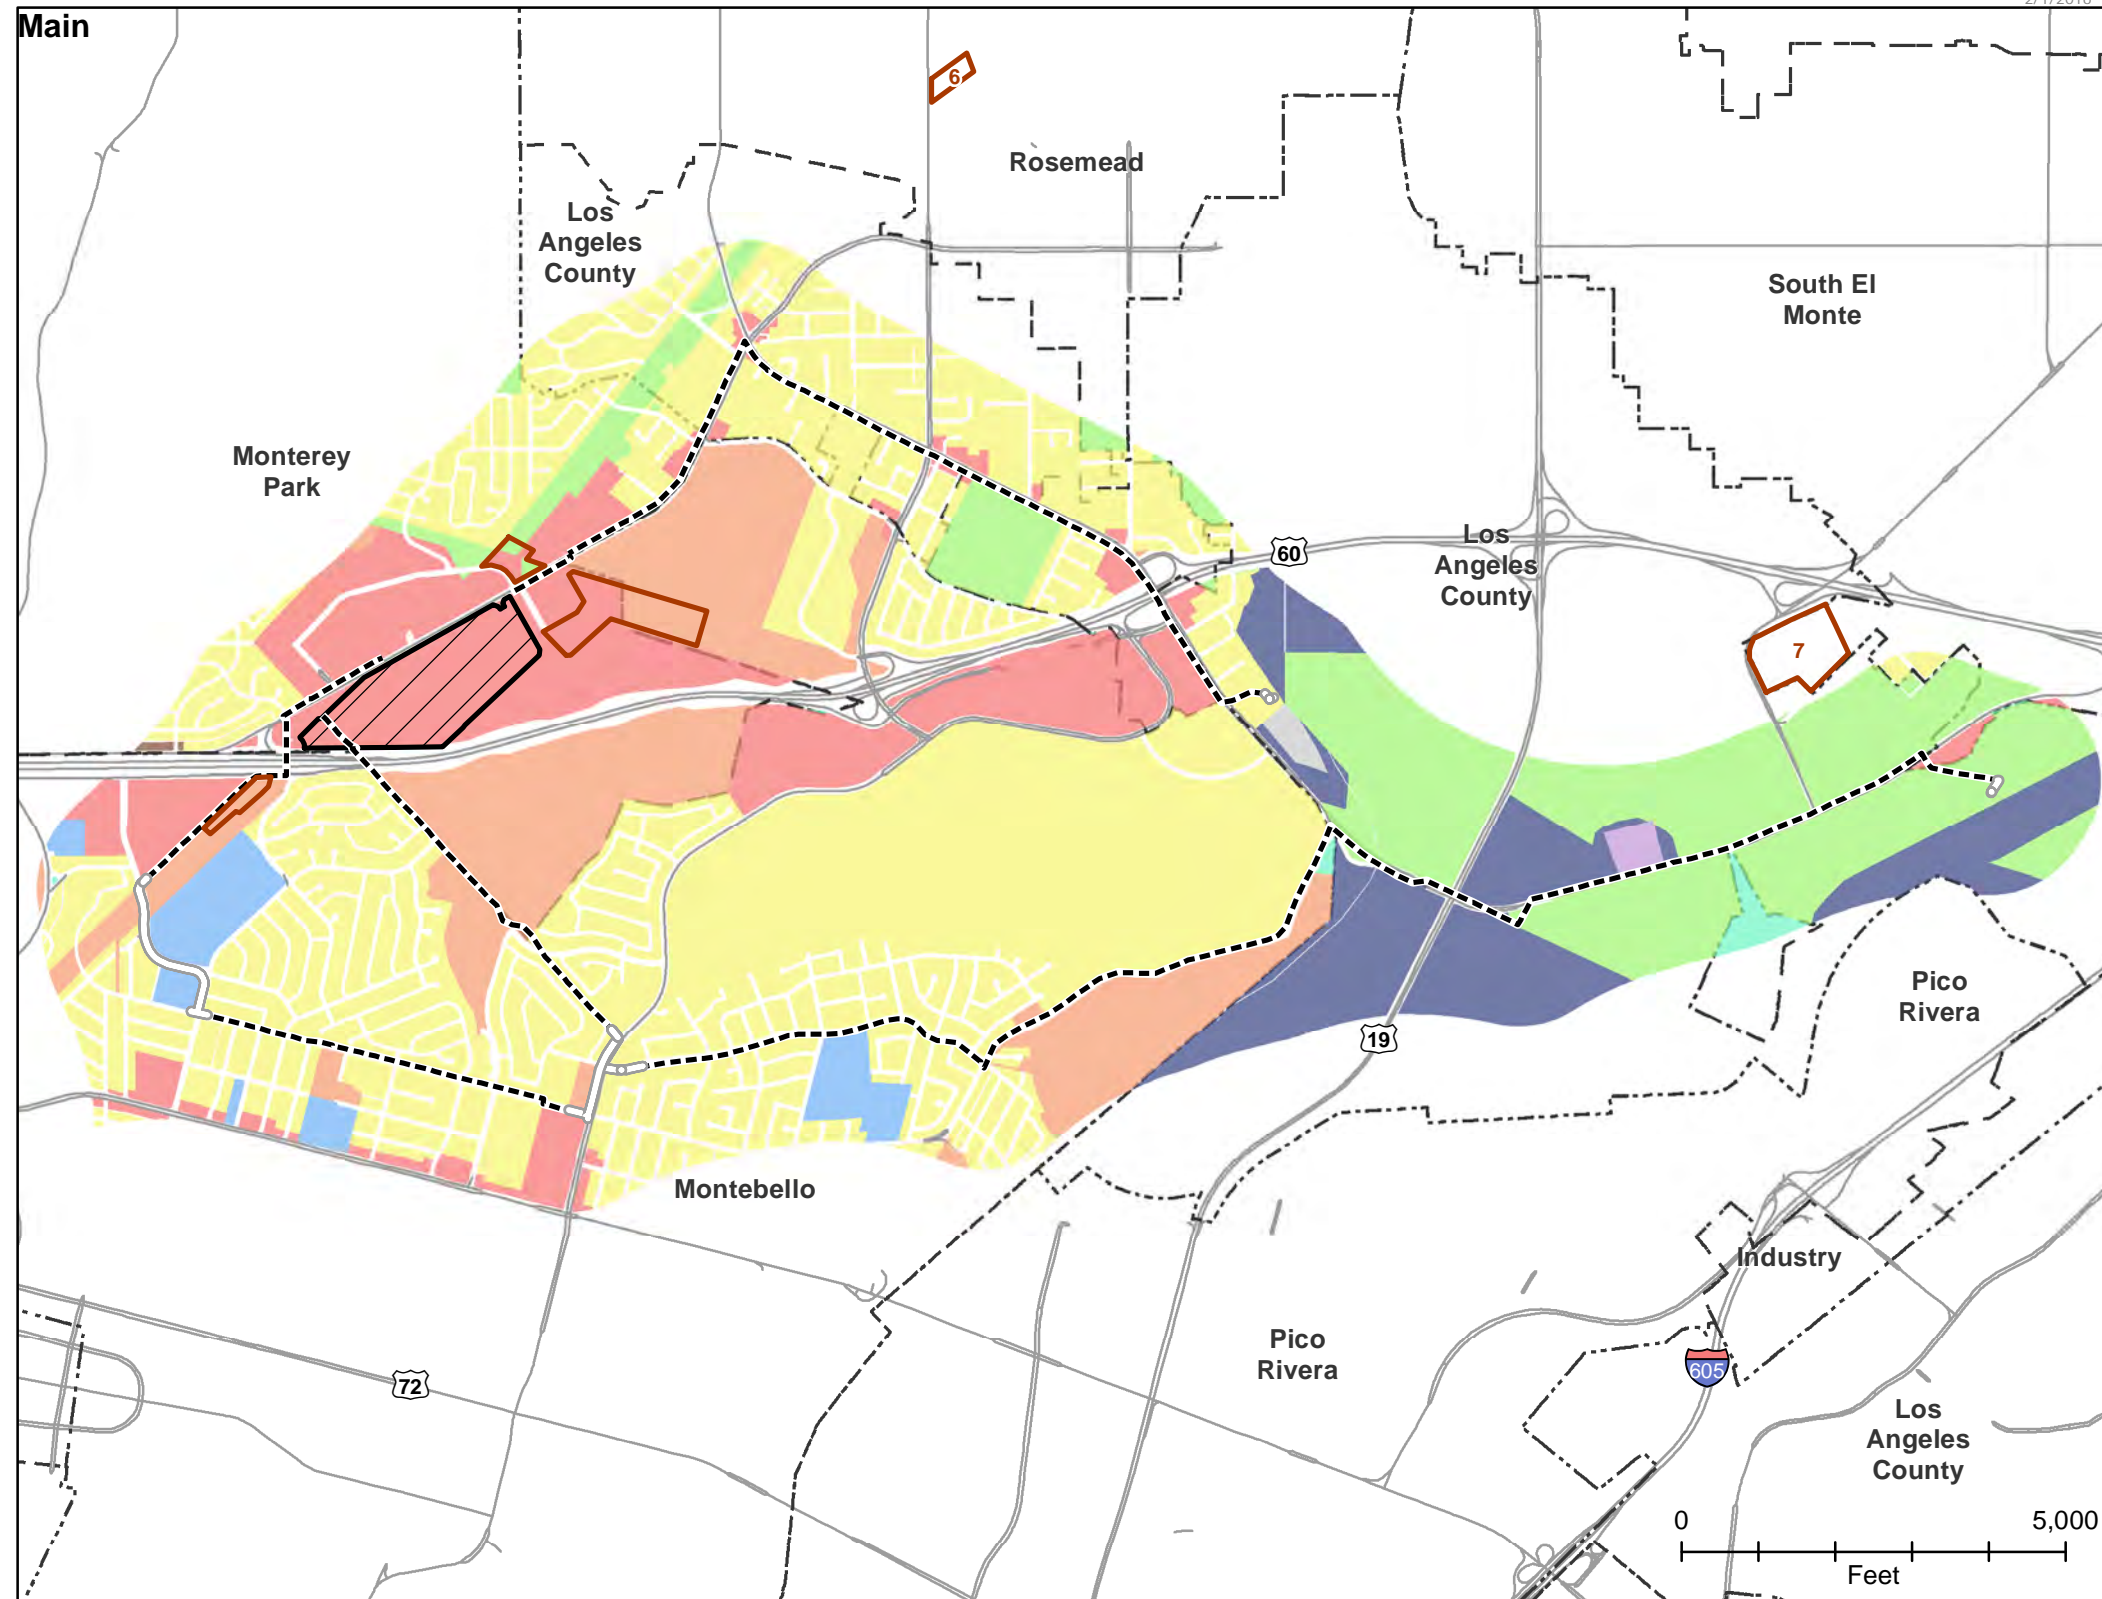 Main
6
Rosemead
Los
Angeles
County
South El
Monte
Monterey
Park
60
Los
Angeles
County
7
Pico
Rivera
19
Montebello
Industry
Pico
Rivera
605
72
Los
Angeles
County
0
5,000
Feet